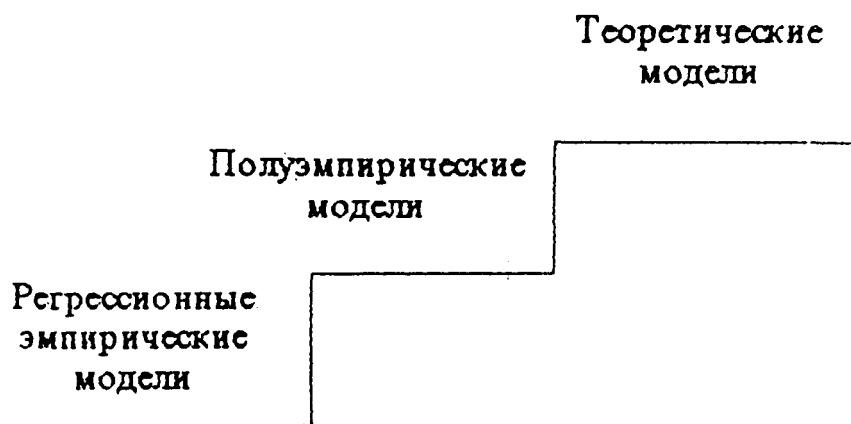 Теоретические
модели
Полуэмпирические
модели
Регрессионные
эмпирические
модели